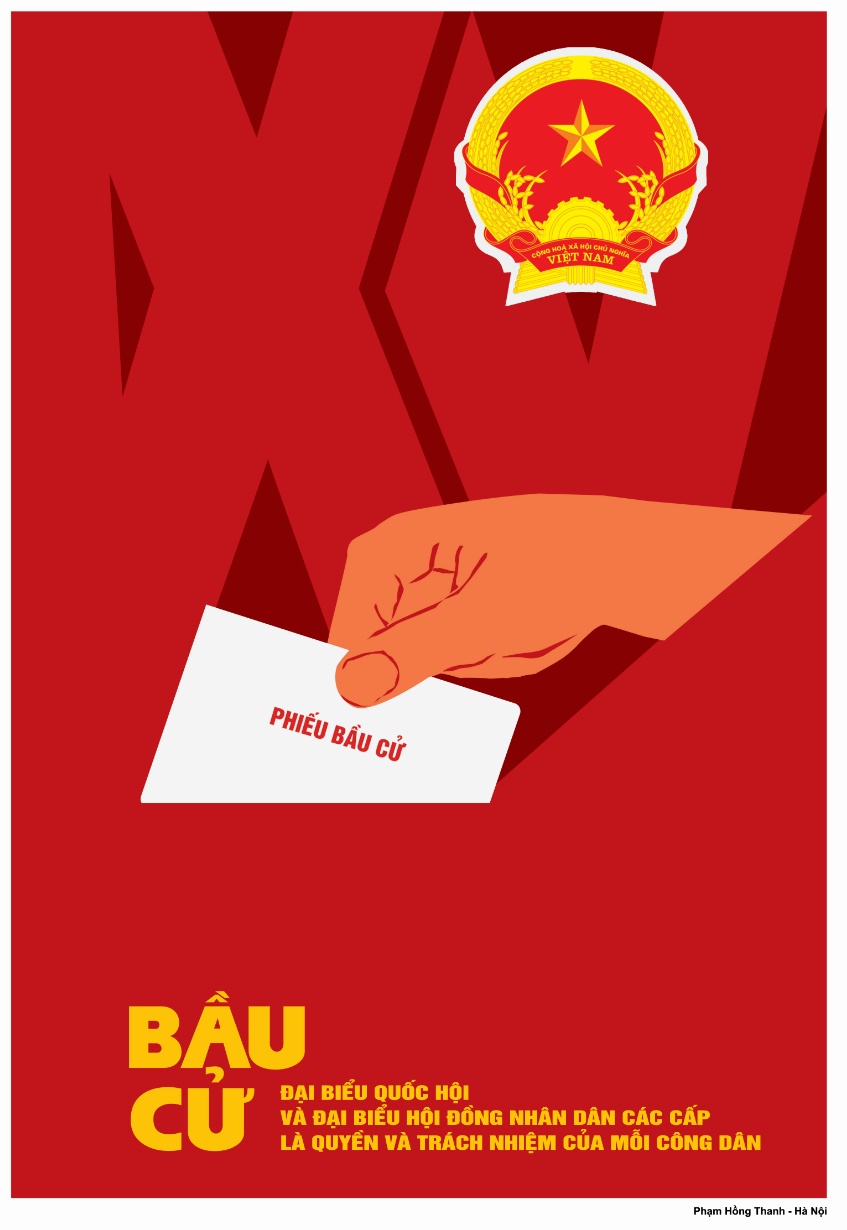 XV
CỘNG HOÀ XÃ HỘI CHỦ NGHĨA
VIỆT NAM
PHIẾU BẦU CỬ
BẦU
CỬ
ĐẠI BIỂU QUỐC HỘI
VÀ ĐẠI BIỂU HỘI ĐỒNG NHÂN DÂN CÁC CẤP
LÀ QUYỀN VÀ TRÁCH NHIỆM CỦA MỖI CÔNG DÂN
Phạm Hồng Thanh - Hà Nội